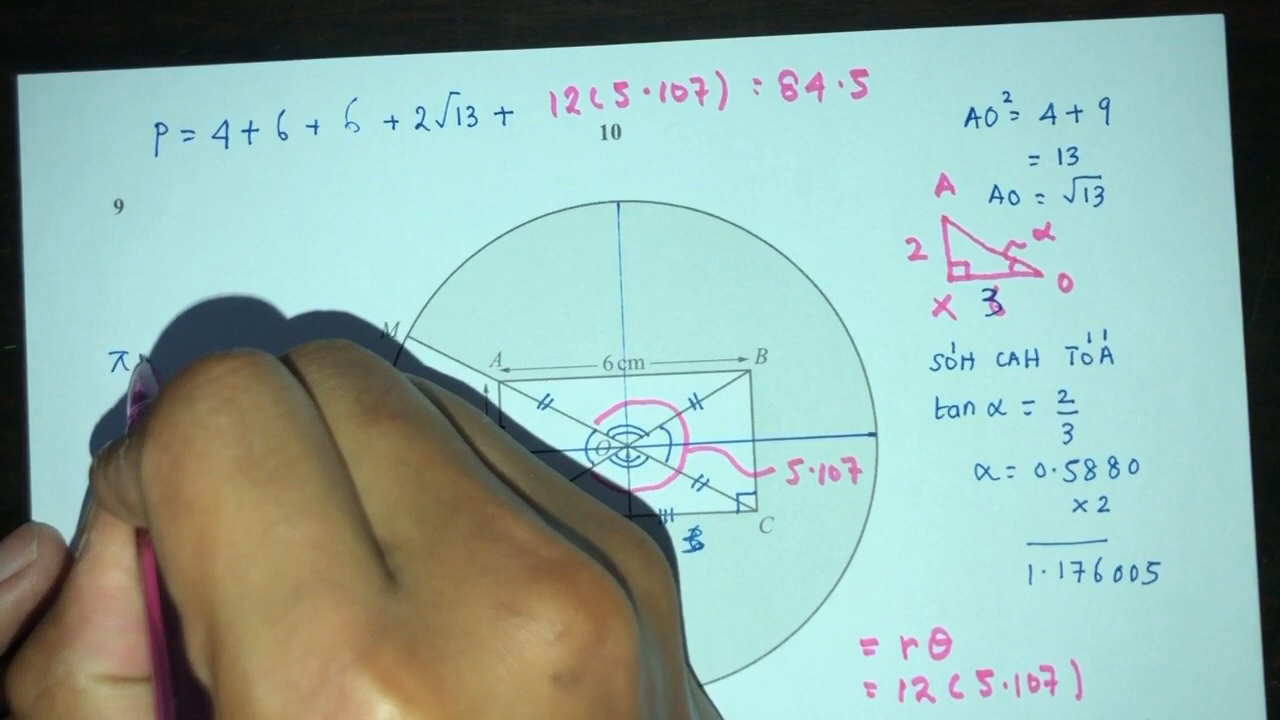 P = 4 + 6 + 6 + 2√13 + 12(5.107) = 84.5
10
9
AO² = 4 + 9
= 13
AO = √13
A
2
α
X
3
O
SOH CAH TOA
tan α = 2/3
α = 0.5880
x 2
1.176005
= rθ
= 12(5.107)
M
A
6 cm
B
O
5.107
C
π